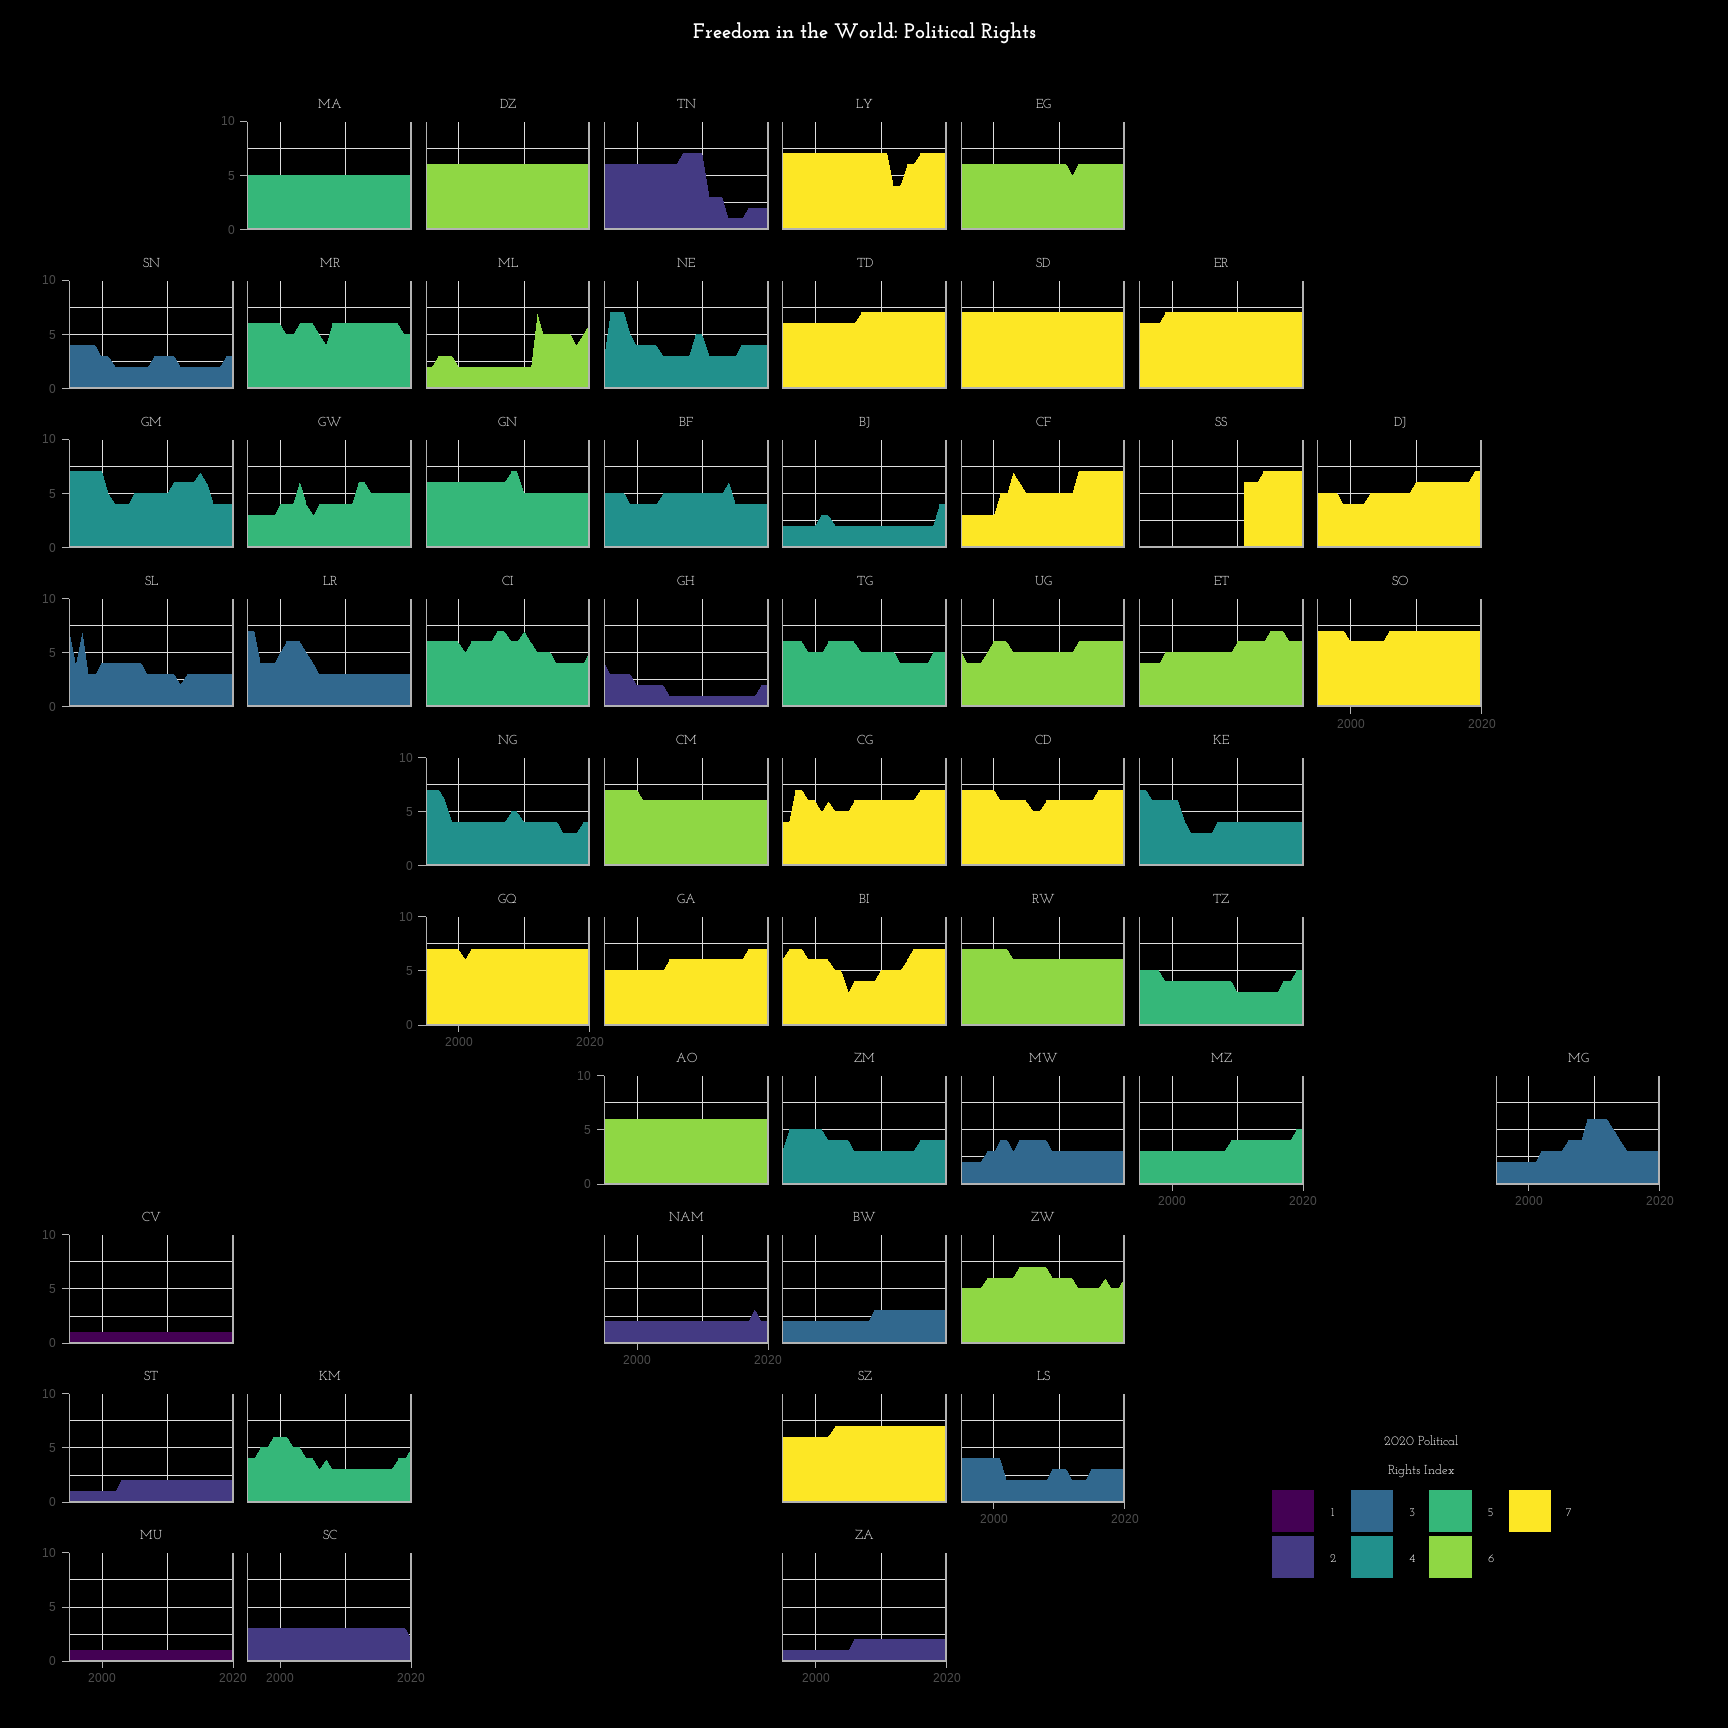 Freedom in the World: Political Rights
MA DZ TN LY EG
10
5
0
SN MR ML NE TD SD ER
10
5
0
GM GW GN BF BJ CF SS DJ
10
5
0
SL LR CI GH TG UG ET SO
10
5
0
2000 2020
NG CM CG CD KE
10
5
0
GQ GA BI RW TZ
10
5
0
2000 2020
AO ZM MW MZ MG
10
5
0
2000 2020 2000 2020
CV NAM BW ZW
10
5
0
2000 2020
ST KM SZ LS
10
5
0
2000 2020
2020 Political
Rights Index
1 3 5 7
2 4 6
MU SC ZA
10
5
0
2000 2020 2000 2020 2000 2020